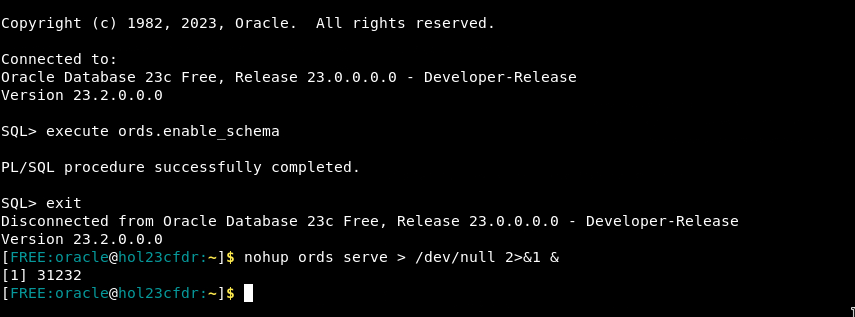 Copyright (c) 1982, 2023, Oracle.  All rights reserved.
Connected to:
Oracle Database 23c Free, Release 23.0.0.0.0 - Developer-Release
Version 23.2.0.0.0
SQL> execute ords.enable_schema
PL/SQL procedure successfully completed.
SQL> exit
Disconnected from Oracle Database 23c Free, Release 23.0.0.0.0 - Developer-Release
Version 23.2.0.0.0
[FREE:oracle@hol23cfdr:~]$ nohup ords serve > /dev/null 2>&1 &
[1] 31232
[FREE:oracle@hol23cfdr:~]$